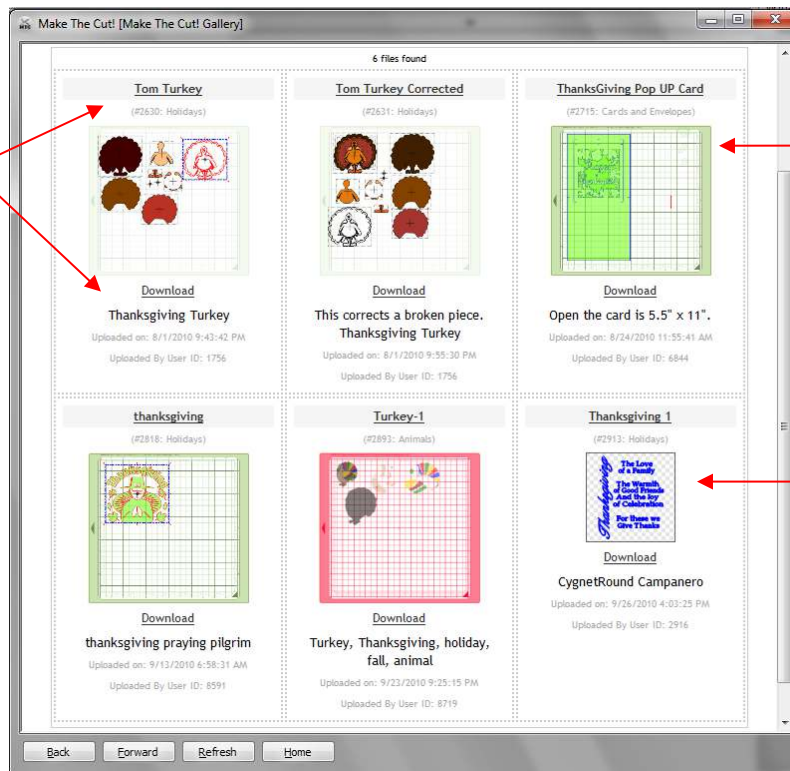 Make The Cut! [Make The Cut! Gallery]
6 files found
Tom Turkey
(#2630: Holidays)
Download
Thanksgiving Turkey
Uploaded on: 8/1/2010 9:43:42 PM
Uploaded By User ID: 1756
Tom Turkey Corrected
(#2631: Holidays)
Download
This corrects a broken piece.
Thanksgiving Turkey
Uploaded on: 8/1/2010 9:55:30 PM
Uploaded By User ID: 1756
ThanksGiving Pop UP Card
(#2715: Cards and Envelopes)
Download
Open the card is 5.5" x 11".
Uploaded on: 8/24/2010 11:55:41 AM
Uploaded By User ID: 6844
thanksgiving
(#2818: Holidays)
Download
thanksgiving praying pilgrim
Uploaded on: 9/13/2010 6:58:31 AM
Uploaded By User ID: 8591
Turkey-1
(#2893: Animals)
Download
Turkey, Thanksgiving, holiday,
fall, animal
Uploaded on: 9/23/2010 9:25:15 PM
Uploaded By User ID: 8719
Thanksgiving 1
(#2913: Holidays)
Thanksgiving
The Love
of a Family
The Warmth
of Good Friends
And the Joy
of Celebration
For these we
Give Thanks
Download
CygnetRound Campanero
Uploaded on: 9/26/2010 4:03:25 PM
Uploaded By User ID: 2916
Back
Forward
Refresh
Home